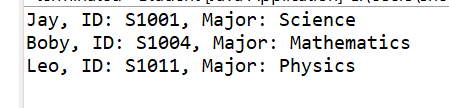 Jay, ID: S1001, Major: Science
Boby, ID: S1004, Major: Mathematics
Leo, ID: S1011, Major: Physics